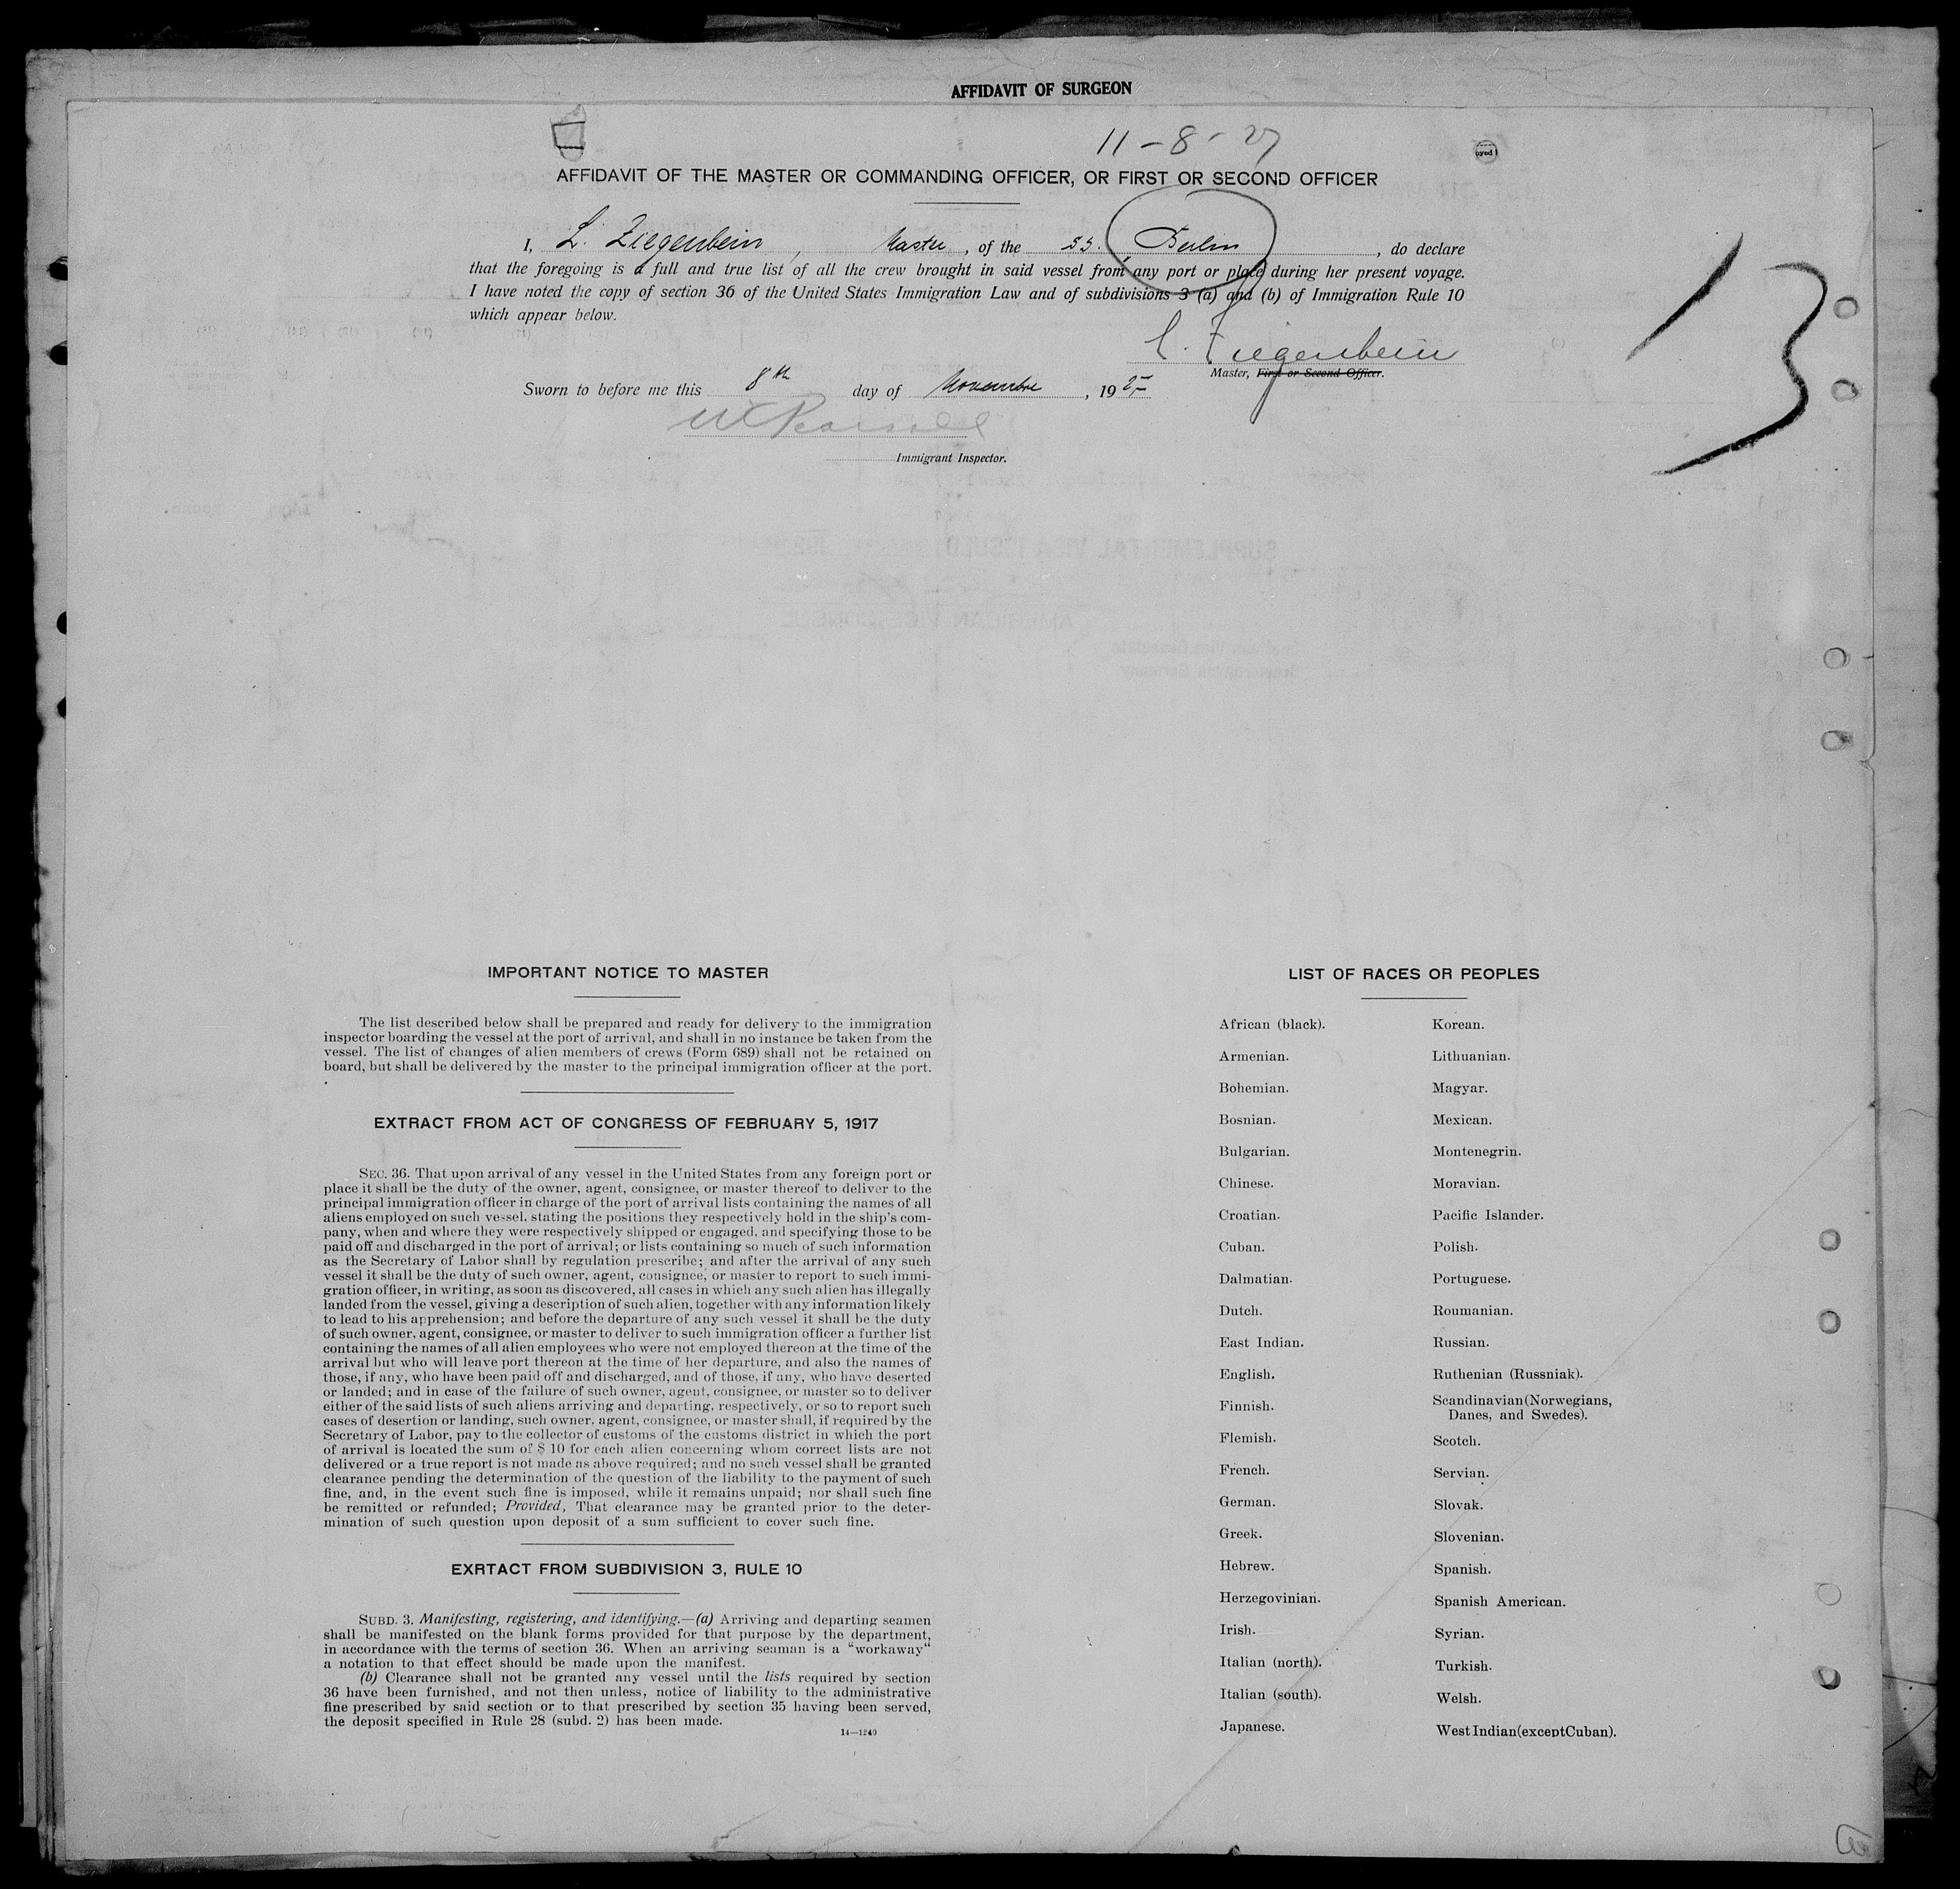 AFFIDAVIT OF SURGEON
11-8-27
AFFIDAVIT OF THE MASTER OR COMMANDING OFFICER, OR FIRST OR SECOND OFFICER
I, L. Ziegenbein, Master, of the SS. Berlin, do declare
that the foregoing is a full and true list of all the crew brought in said vessel from any port or place during her present voyage.
I have noted the copy of section 36 of the United States Immigration Law and of subdivisions 3 (a) and (b) of Immigration Rule 10
which appear below.
L. Ziegenbein
Master, First or Second Officer.
Sworn to before me this 8th day of November, 192
Immigrant Inspector.
13
IMPORTANT NOTICE TO MASTER
The list described below shall be prepared and ready for delivery to the immigration
inspector boarding the vessel at the port of arrival, and shall in no instance be taken from the
vessel. The list of changes of alien members of crews (Form 689) shall not be retained on
board, but shall be delivered by the master to the principal immigration officer at the port.
EXTRACT FROM ACT OF CONGRESS OF FEBRUARY 5, 1917
SEC. 36. That upon arrival of any vessel in the United States from any foreign port or
place it shall be the duty of the owner, agent, consignee, or master thereof to deliver to the
principal immigration officer in charge of the port of arrival lists containing the names of all
aliens employed on such vessel, stating the positions they respectively hold in the ship's com-
pany, when and where they were respectively shipped or engaged, and specifying those to be
paid off and discharged in the port of arrival; or lists containing so much of such information
as the Secretary of Labor shall by regulation prescribe; and after the arrival of any such
vessel it shall be the duty of such owner, agent, consignee, or master to report to such immi-
gration officer, in writing, as soon as discovered, all cases in which any such alien has illegally
landed from the vessel, giving a description of such alien, together with any information likely
to lead to his apprehension; and before the departure of any such vessel it shall be the duty
of such owner, agent, consignee, or master to deliver to such immigration officer a further list
containing the names of all alien employees who were not employed thereon at the time of the
arrival but who will leave port thereon at the time of her departure, and also the names of
those, if any, who have been paid off and discharged, and of those, if any, who have deserted
or landed; and in case of the failure of such owner, agent, consignee, or master so to deliver
either of the said lists of such aliens arriving and departing, respectively, or so to report such
cases of desertion or landing, such owner, agent, consignee, or master shall, if required by the
Secretary of Labor, pay to the collector of customs of the customs district in which the port
of arrival is located the sum of $ 10 for each alien concerning whom correct lists are not
delivered or a true report is not made as above required; and no such vessel shall be granted
clearance pending the determination of the question of the liability to the payment of such
fine, and, in the event such fine is imposed, while it remains unpaid; nor shall such fine
be remitted or refunded; Provided, That clearance may be granted prior to the deter-
mination of such question upon deposit of a sum sufficient to cover such fine.
EXRTACT FROM SUBDIVISION 3, RULE 10
SUBD. 3. Manifesting, registering, and identifying.—(a) Arriving and departing seamen
shall be manifested on the blank forms provided for that purpose by the department,
in accordance with the terms of section 36. When an arriving seaman is a “workaway“
a notation to that effect should be made upon the manifest.
(b) Clearance shall not be granted any vessel until the lists required by section
36 have been furnished, and not then unless, notice of liability to the administrative
fine prescribed by said section or to that prescribed by section 35 having been served,
the deposit specified in Rule 28 (subd. 2) has been made.
14—1240
LIST OF RACES OR PEOPLES
African (black).
Armenian.
Bohemian.
Bosnian.
Bulgarian.
Chinese.
Croatian.
Cuban.
Dalmatian.
Dutch.
East Indian.
English.
Finnish.
Flemish.
French.
German.
Greek.
Hebrew.
Herzegovinian.
Irish.
Italian (north).
Italian (south).
Japanese.
Korean.
Lithuanian.
Magyar.
Mexican.
Montenegrin.
Moravian.
Pacific Islander.
Polish.
Portuguese.
Roumanian.
Russian.
Ruthenian (Russniak).
Scandinavian(Norwegians,
Danes, and Swedes).
Scotch.
Servian.
Slovak.
Slovenian.
Spanish.
Spanish American.
Syrian.
Turkish.
Welsh.
West Indian(exceptCuban).